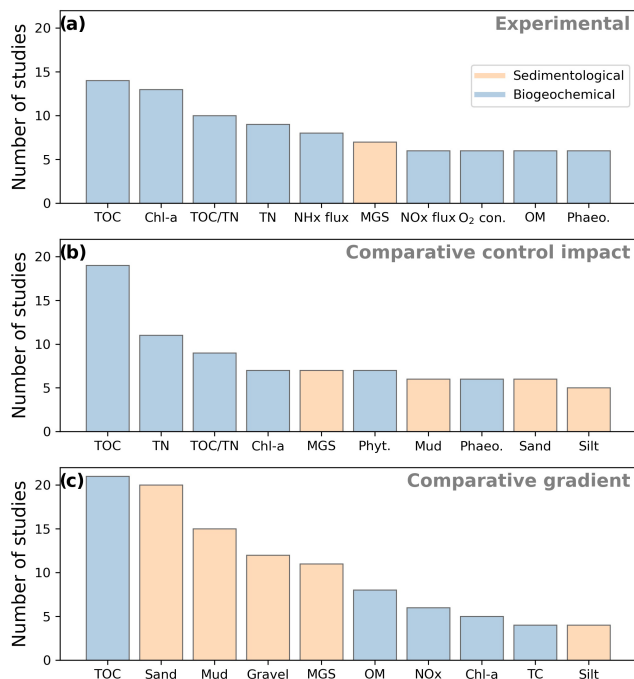 (a) Experimental
Number of studies
20
15
10
5
0
Sedimentological
Biogeochemical
TOC Chl-a TOC/TN TN NHx flux MGS NOx flux O₂ con. OM Phaeo.
(b) Comparative control impact
Number of studies
20
15
10
5
0
TOC TN TOC/TN Chl-a MGS Phyt. Mud Phaeo. Sand Silt
(c) Comparative gradient
Number of studies
20
15
10
5
0
TOC Sand Mud Gravel MGS OM NOx Chl-a TC Silt